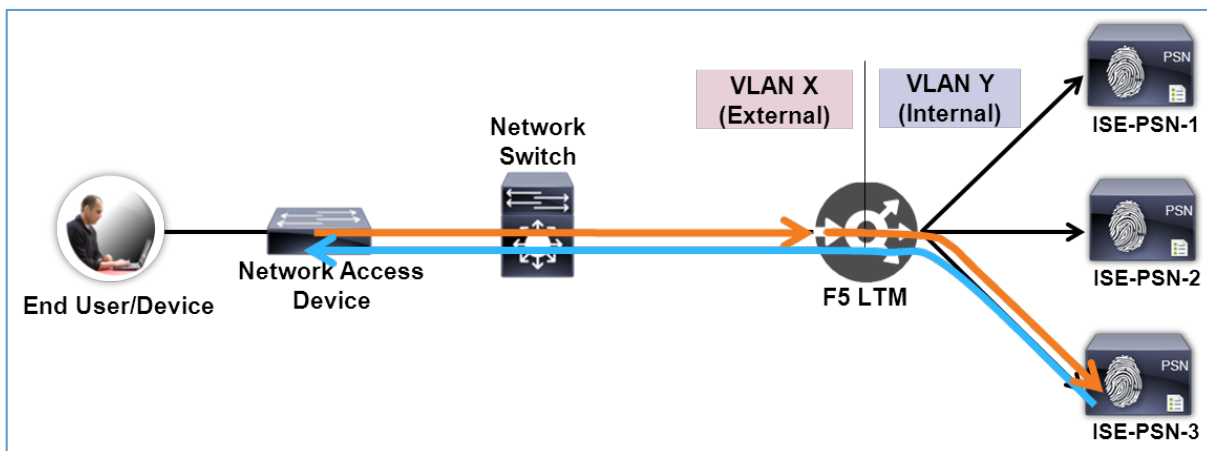 VLAN X
(External)
VLAN Y
(Internal)
PSN
ISE-PSN-1
Network
Switch
PSN
ISE-PSN-2
End User/Device
Network Access
Device
F5 LTM
PSN
ISE-PSN-3